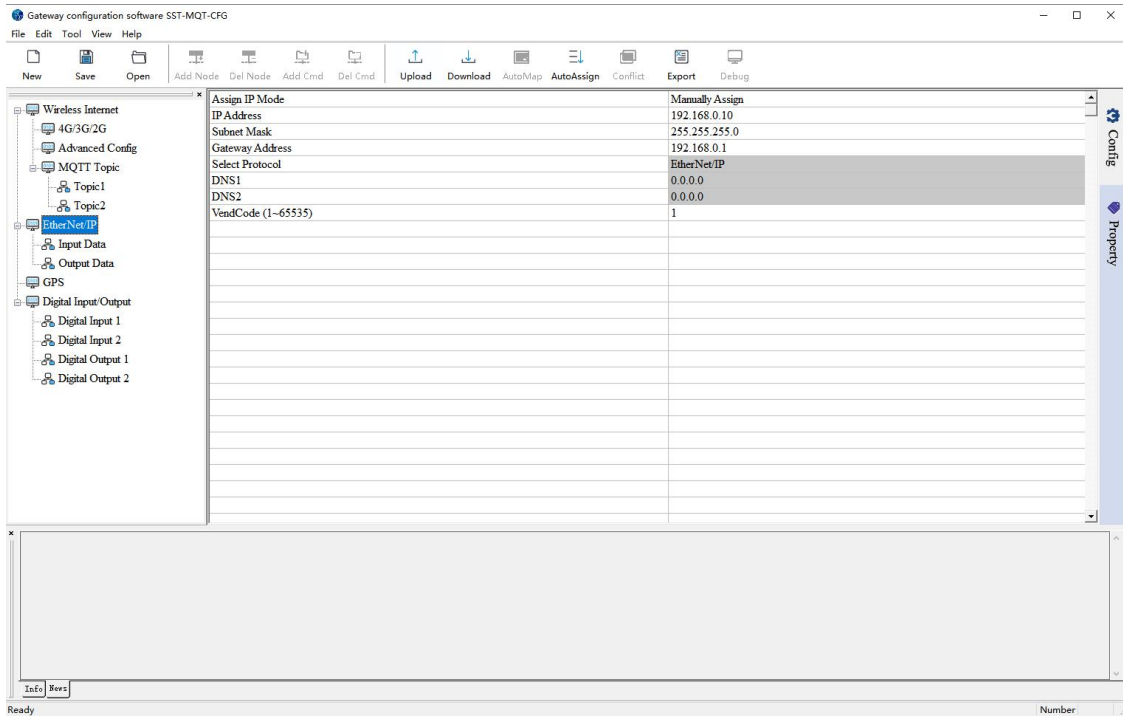 Gateway configuration software SST-MQT-CFG
File Edit Tool View Help
New Save Open Add Node Del Node Add Cmd Del Cmd Upload Download AutoMap AutoAssign Conflict Export Debug
Wireless Internet
4G/3G/2G
Advanced Config
MQTT Topic
Topic1
Topic2
EtherNet/IP
Input Data
Output Data
GPS
Digital Input/Output
Digital Input 1
Digital Input 2
Digital Output 1
Digital Output 2
Assign IP Mode Manually Assign
IP Address 192.168.0.10
Subnet Mask 255.255.255.0
Gateway Address 192.168.0.1
Select Protocol EtherNet/IP
DNS1 0.0.0.0
DNS2 0.0.0.0
VendCode (1~65535) 1
Config
Property
Info News
Ready Number